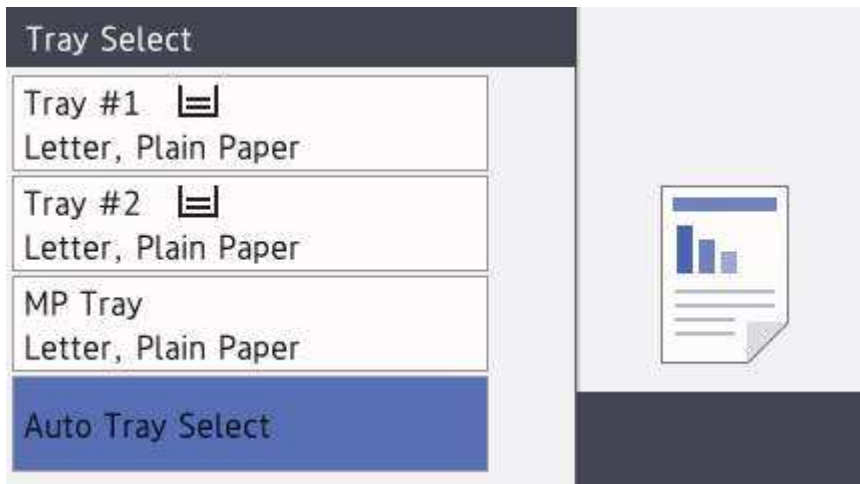 Tray Select
Tray #1
Letter, Plain Paper
Tray #2
Letter, Plain Paper
MP Tray
Letter, Plain Paper
Auto Tray Select